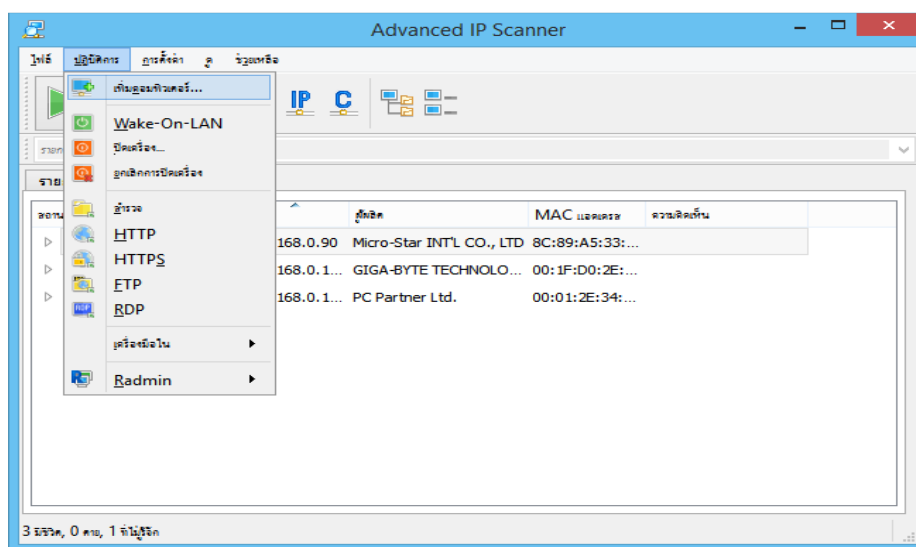 Advanced IP Scanner
ไฟล์ ปฏิบัติการ การตั้งค่า ดู ช่วยเหลือ
เพิ่มคอมพิวเตอร์...
IP C
Wake-On-LAN
ปิดเครื่อง...
ยกเลิกการปิดเครื่อง
สำรวจ
HTTP
HTTPS
FTP
RDP
เครื่องมือใน
Radmin
ผู้ผลิต MAC แอดเดรส ความคิดเห็น
168.0.90 Micro-Star INT'L CO., LTD 8C:89:A5:33:...
168.0.1... GIGA-BYTE TECHNOLO... 00:1F:D0:2E:...
168.0.1... PC Partner Ltd. 00:01:2E:34:...
3 มีชีวิต, 0 ตาย, 1 ที่ไม่รู้จัก